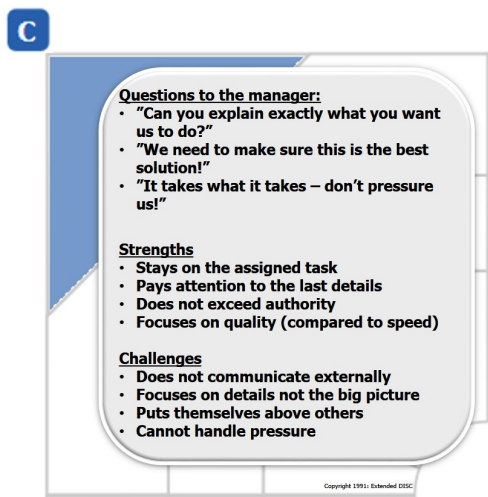 C
Questions to the manager:
• ”Can you explain exactly what you want
us to do?”
• ”We need to make sure this is the best
solution!”
• ”It takes what it takes – don’t pressure
us!”
Strengths
• Stays on the assigned task
• Pays attention to the last details
• Does not exceed authority
• Focuses on quality (compared to speed)
Challenges
• Does not communicate externally
• Focuses on details not the big picture
• Puts themselves above others
• Cannot handle pressure
Copyright 1991: Extended DISC